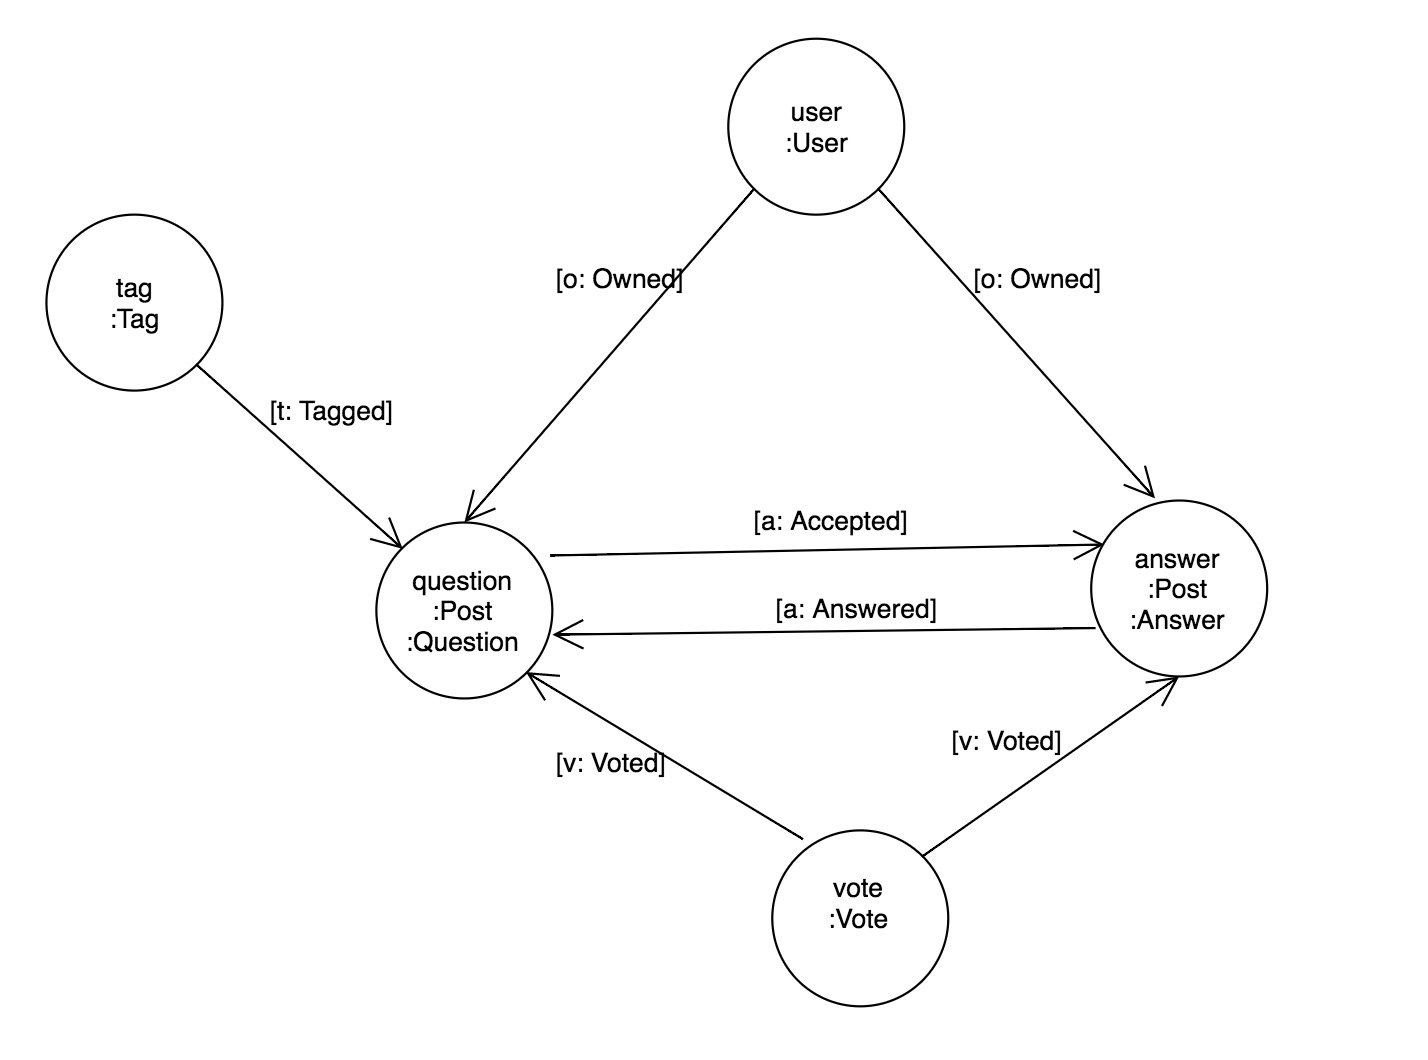 user
:User
tag
:Tag
[o: Owned]
[o: Owned]
[t: Tagged]
[a: Accepted]
question
:Post
:Question
answer
:Post
:Answer
[a: Answered]
[v: Voted]
[v: Voted]
vote
:Vote